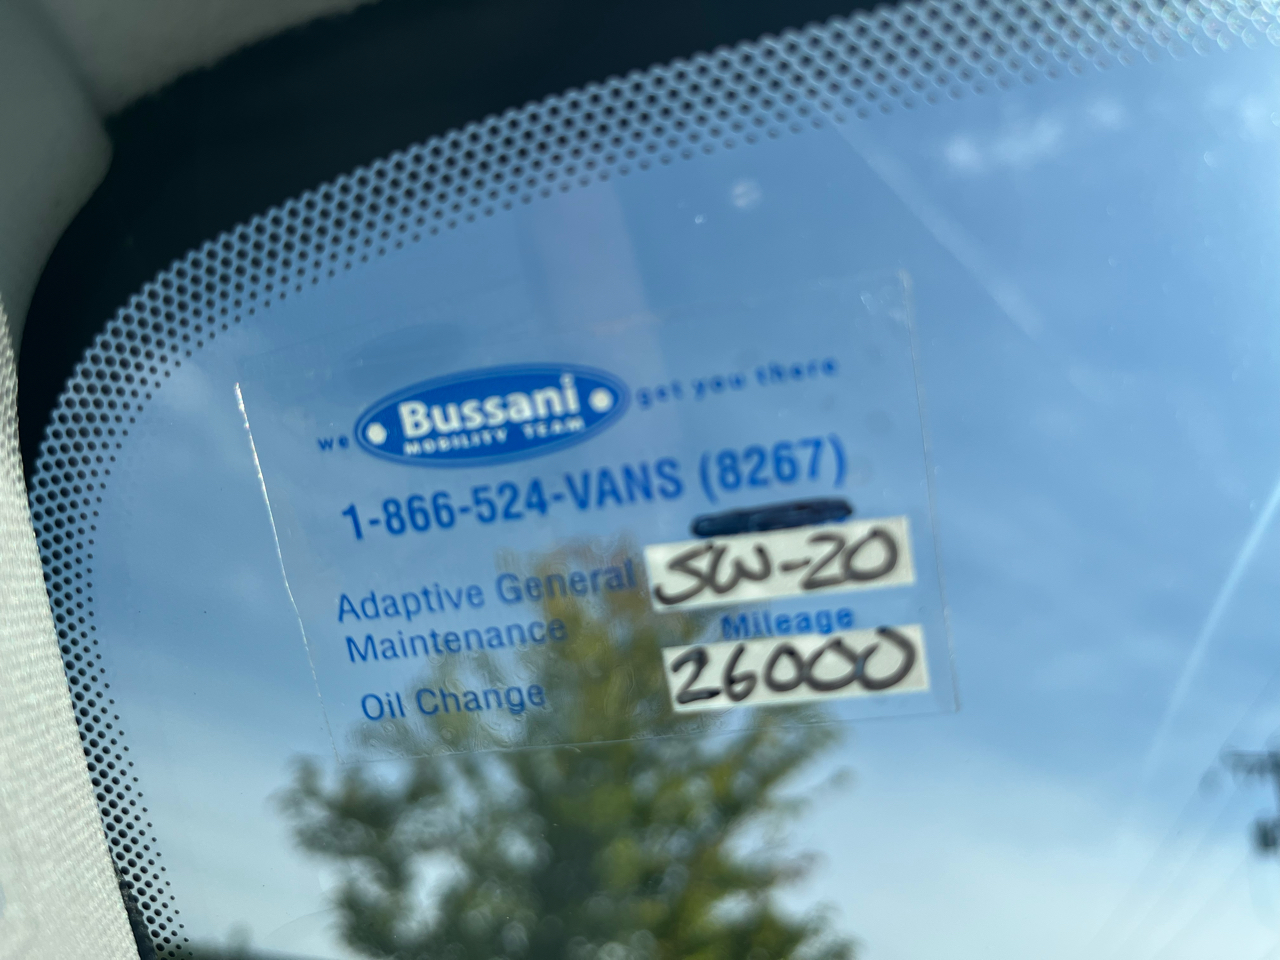 we Bussani get you there
MOBILITY TEAM
1-866-524-VANS (8267)
Adaptive General 5W-20
Maintenance Mileage
Oil Change 26000